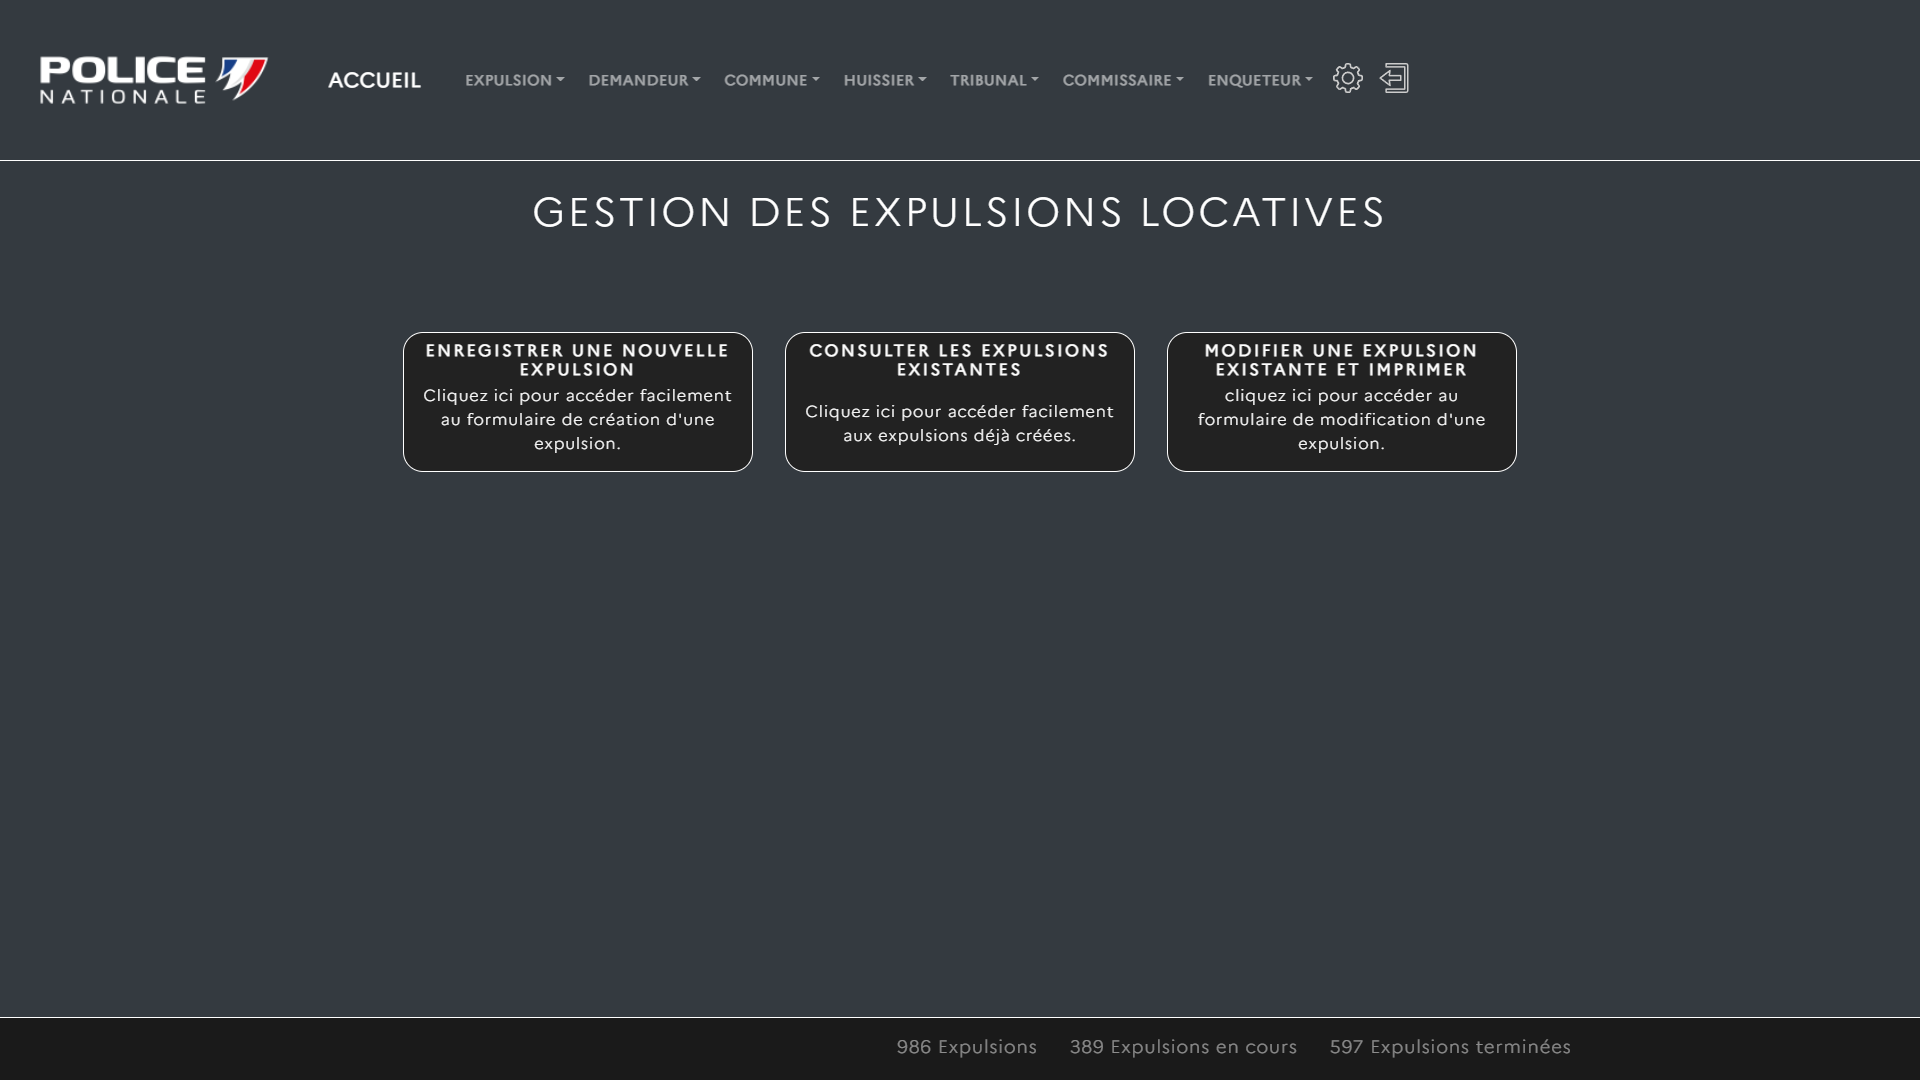 POLICE
NATIONALE
ACCUEIL EXPULSION DEMANDEUR COMMUNE HUISSIER TRIBUNAL COMMISSAIRE ENQUETEUR
GESTION DES EXPULSIONS LOCATIVES
ENREGISTRER UNE NOUVELLE
EXPULSION
Cliquez ici pour accéder facilement
au formulaire de création d'une
expulsion.
CONSULTER LES EXPULSIONS
EXISTANTES
Cliquez ici pour accéder facilement
aux expulsions déjà créées.
MODIFIER UNE EXPULSION
EXISTANTE ET IMPRIMER
cliquez ici pour accéder au
formulaire de modification d'une
expulsion.
986 Expulsions 389 Expulsions en cours 597 Expulsions terminées